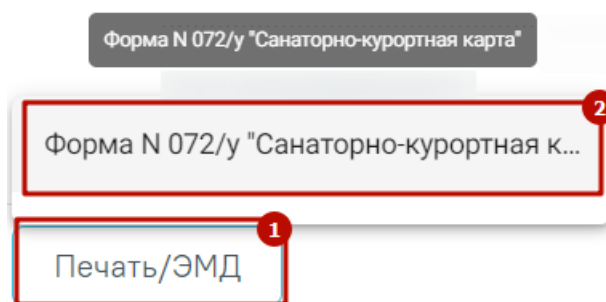 Форма N 072/у "Санаторно-курортная карта"
2
Форма N 072/у "Санаторно-курортная к...
1
Печать/ЭМД